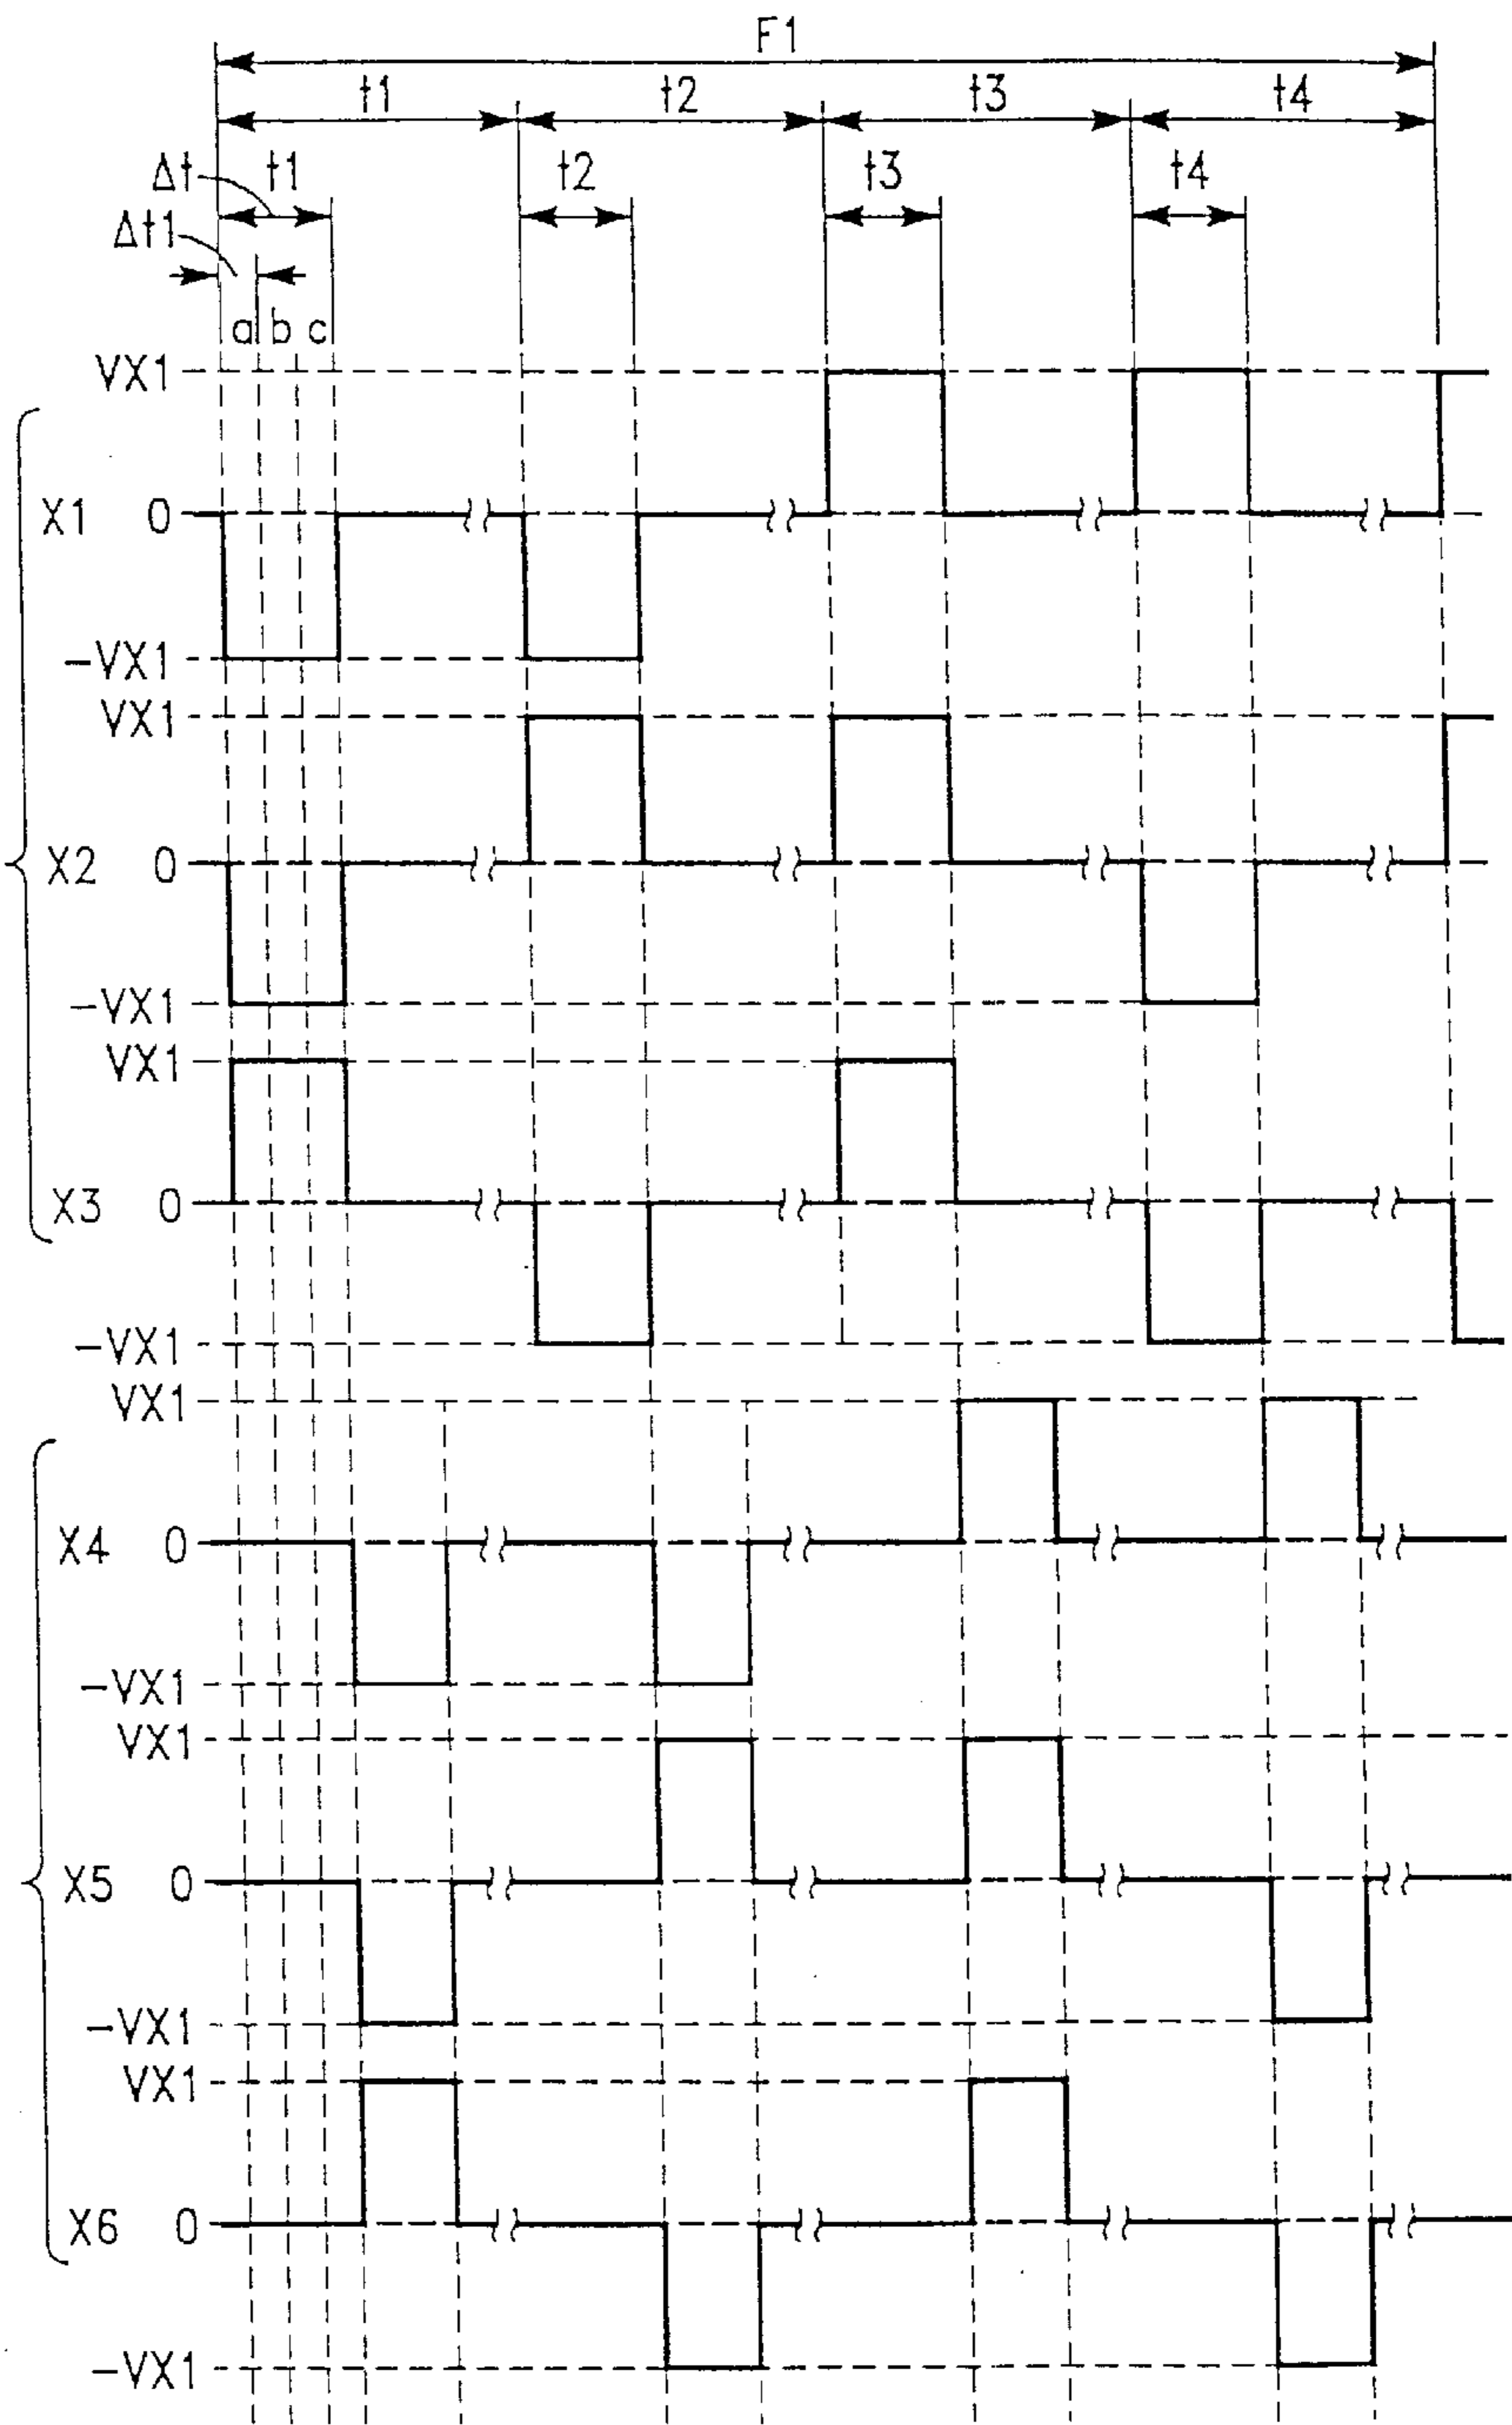 F1
t1 t2 t3 t4
Δt t1 t2 t3 t4
Δt1
a b c
VX1
X1 0
-VX1
VX1
X2 0
-VX1
VX1
X3 0
-VX1
VX1
X4 0
-VX1
VX1
X5 0
-VX1
VX1
X6 0
-VX1